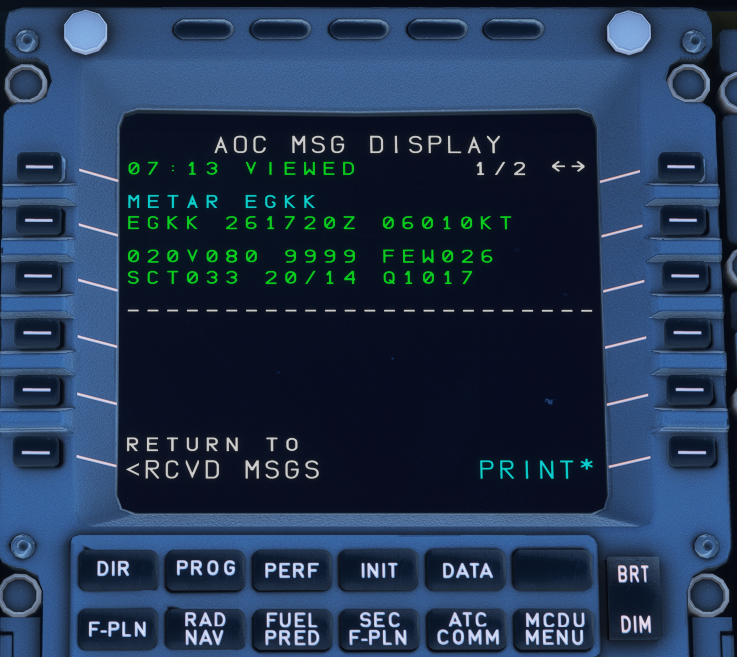 AOC MSG DISPLAY
07:13 VIEWED 1/2 ←→
METAR EGKK
EGKK 261720Z 06010KT
020V080 9999 FEW026
SCT033 20/14 Q1017
------------------------
RETURN TO
<RCVD MSGS PRINT*
DIR PROG PERF INIT DATA BRT
F-PLN RAD NAV FUEL PRED SEC F-PLN ATC COMM MCDU MENU DIM